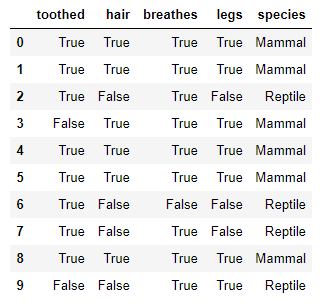 toothed hair breathes legs species
0 True True True True Mammal
1 True True True True Mammal
2 True False True False Reptile
3 False True True True Mammal
4 True True True True Mammal
5 True True True True Mammal
6 True False False False Reptile
7 True False True False Reptile
8 True True True True Mammal
9 False False True True Reptile